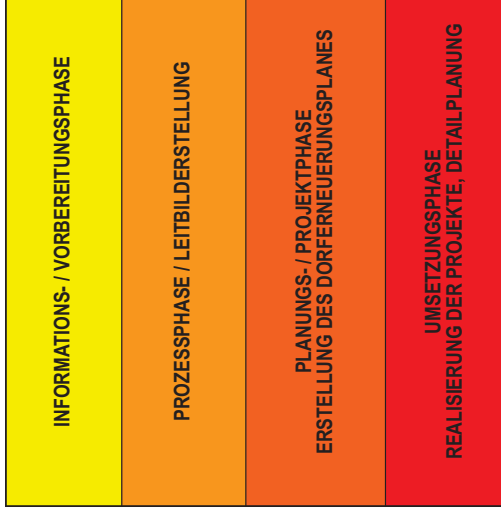 INFORMATIONS- / VORBEREITUNGSPHASE
PROZESSPHASE / LEITBILDERSTELLUNG
PLANUNGS- / PROJEKTPHASE
ERSTELLUNG DES DORFERNEUERUNGSPLANES
UMSETZUNGSPHASE
REALISIERUNG DER PROJEKTE, DETAILPLANUNG